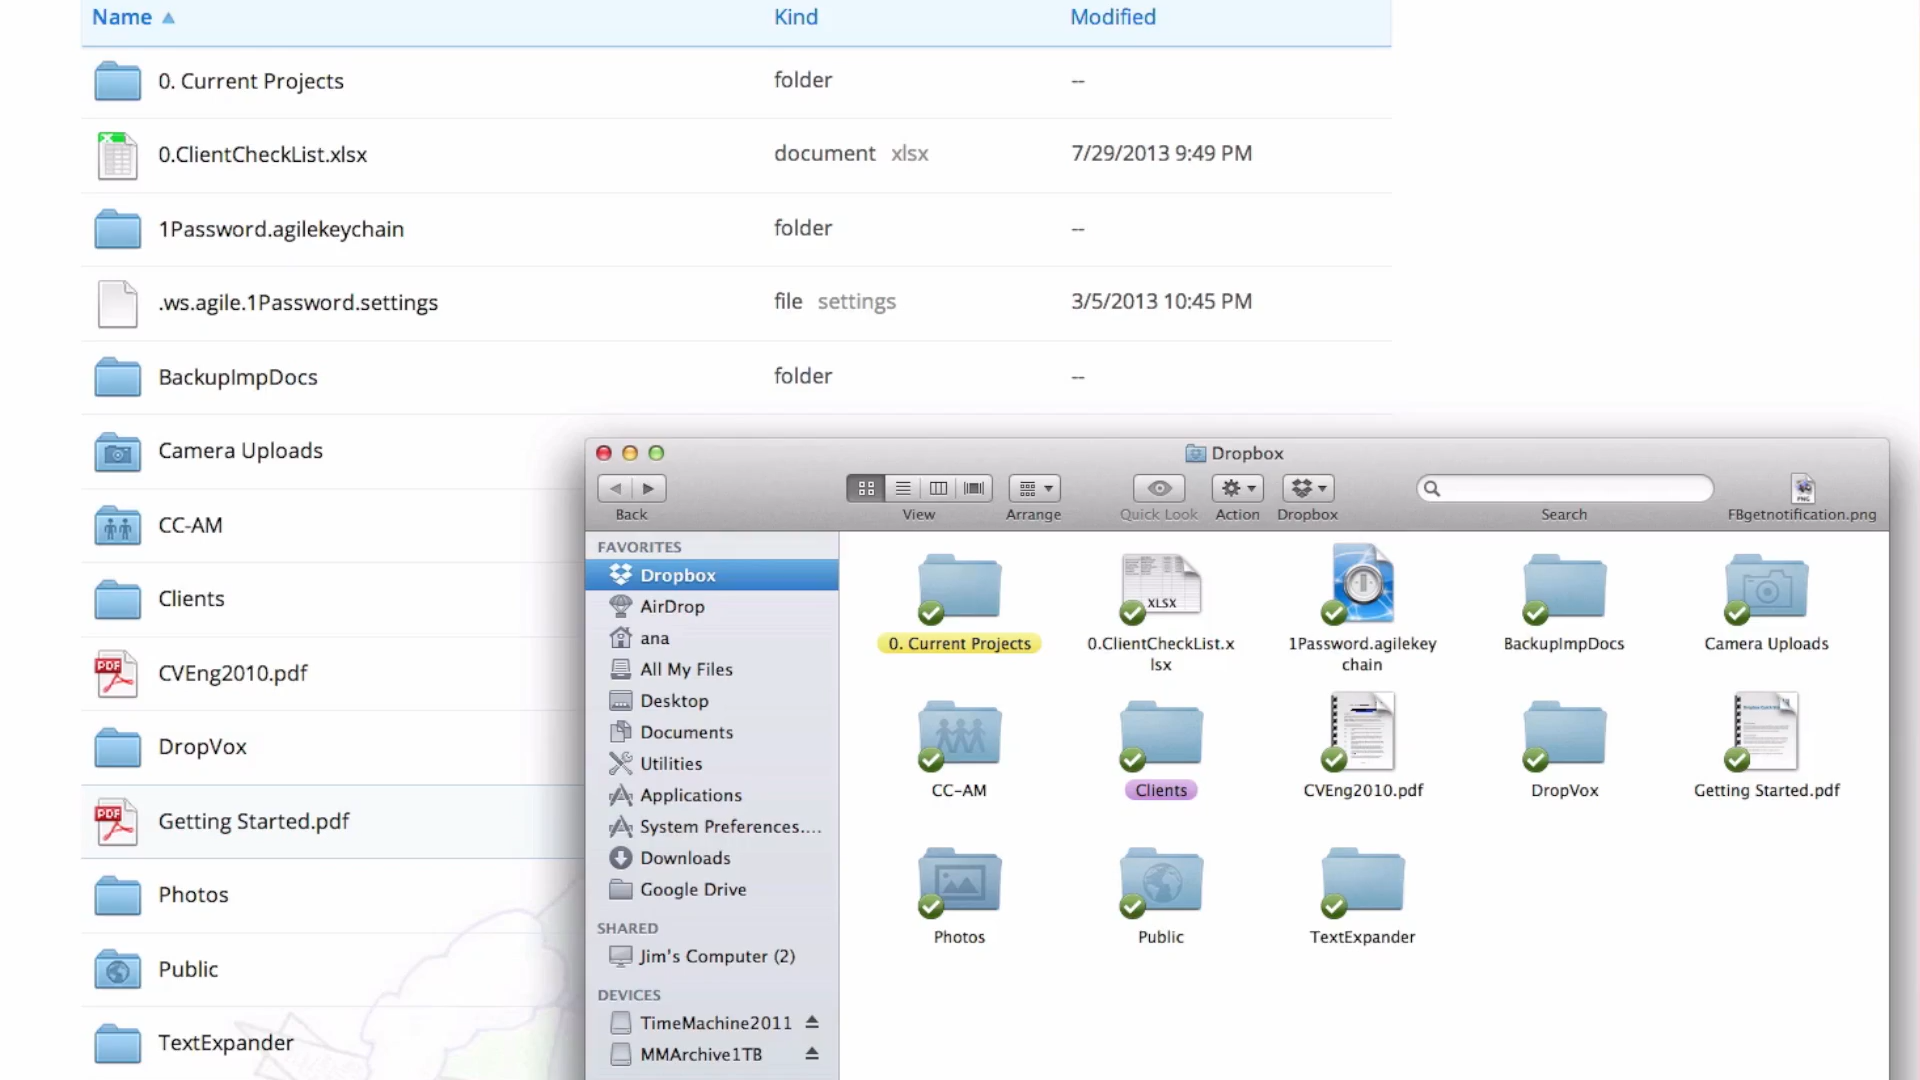 Name Kind Modified
0. Current Projects folder --
0.ClientCheckList.xlsx document xlsx 7/29/2013 9:49 PM
1Password.agilekeychain folder --
.ws.agile.1Password.settings file settings 3/5/2013 10:45 PM
BackupImpDocs folder --
Camera Uploads
CC-AM
Clients
CVEng2010.pdf
DropVox
Getting Started.pdf
Photos
Public
TextExpander
Dropbox
Back View Arrange Quick Look Action Dropbox Search FBgetnotification.png
FAVORITES
Dropbox
AirDrop
ana
All My Files
Desktop
Documents
Utilities
Applications
System Preferences....
Downloads
Google Drive
SHARED
Jim's Computer (2)
DEVICES
TimeMachine2011
MMArchive1TB
XLSX
0. Current Projects 0.ClientCheckList.x 1Password.agilekey BackupImpDocs Camera Uploads
lsx chain
CC-AM Clients CVEng2010.pdf DropVox Getting Started.pdf
Photos Public TextExpander